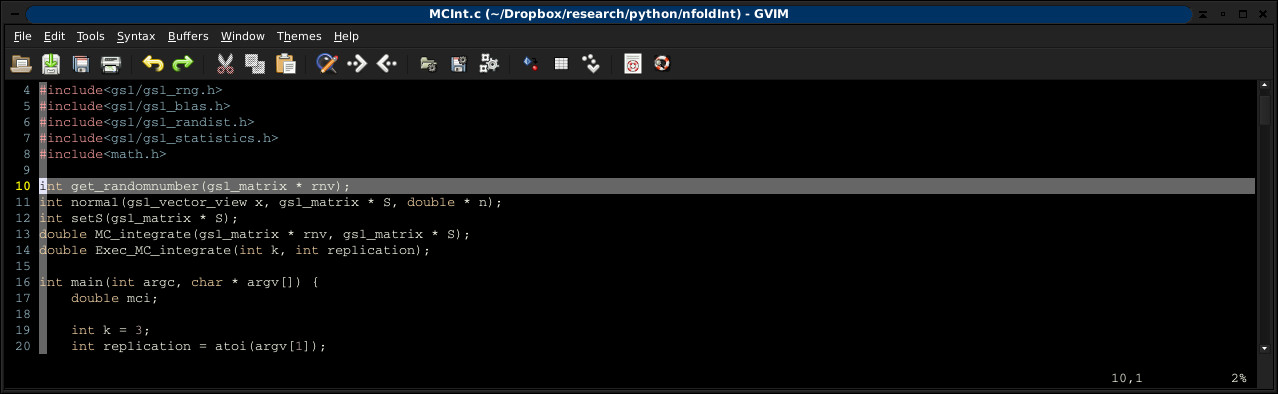 MCInt.c (~/Dropbox/research/python/nfoldInt) - GVIM
File Edit Tools Syntax Buffers Window Themes Help
4 #include<gsl/gsl_rng.h>
5 #include<gsl/gsl_blas.h>
6 #include<gsl/gsl_randist.h>
7 #include<gsl/gsl_statistics.h>
8 #include<math.h>
9
10 int get_randomnumber(gsl_matrix * rnv);
11 int normal(gsl_vector_view x, gsl_matrix * S, double * n);
12 int setS(gsl_matrix * S);
13 double MC_integrate(gsl_matrix * rnv, gsl_matrix * S);
14 double Exec_MC_integrate(int k, int replication);
15
16 int main(int argc, char * argv[]) {
17     double mci;
18
19     int k = 3;
20     int replication = atoi(argv[1]);
10,1 2%